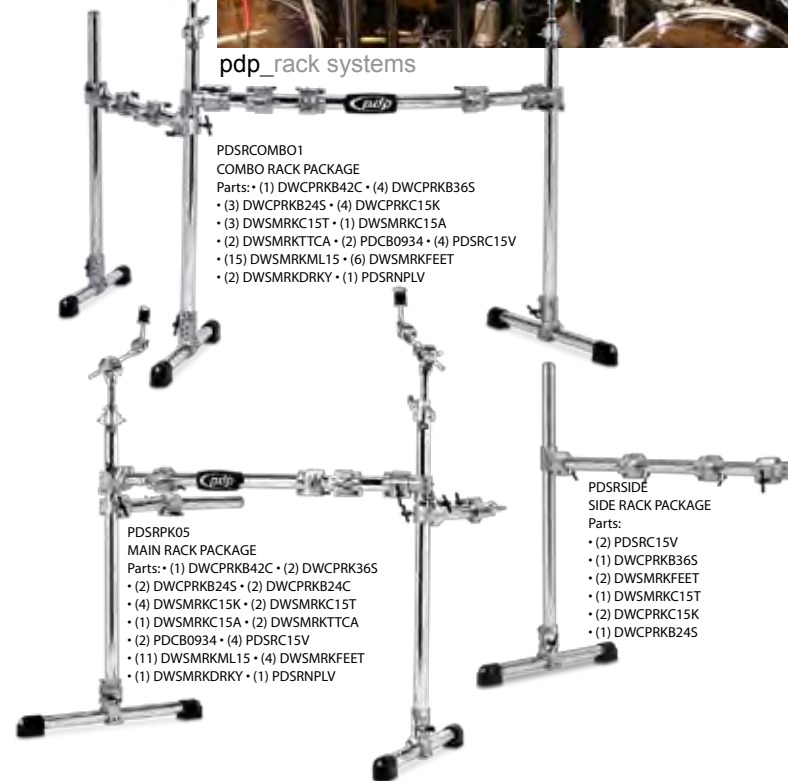 pdp_rack systems
pdp
PDSRCOMBO1
COMBO RACK PACKAGE
Parts: • (1) DWCPRKB42C • (4) DWCPRKB36S
• (3) DWCPRKB24S • (4) DWCPRKC15K
• (3) DWSMRKC15T • (1) DWSMRKC15A
• (2) DWSMRKTTCA • (2) PDCB0934 • (4) PDSRC15V
• (15) DWSMRKML15 • (6) DWSMRKFEET
• (2) DWSMRKDRKY • (1) PDSRNPLV
pdp
PDSRPK05
MAIN RACK PACKAGE
Parts: • (1) DWCPRKB42C • (2) DWCPRK36S
• (2) DWCPRKB24S • (2) DWCPRKB24C
• (4) DWSMRKC15K • (2) DWSMRKC15T
• (1) DWSMRKC15A • (2) DWSMRKTTCA
• (2) PDCB0934 • (4) PDSRC15V
• (11) DWSMRKML15 • (4) DWSMRKFEET
• (1) DWSMRKDRKY • (1) PDSRNPLV
PDSRSIDE
SIDE RACK PACKAGE
Parts:
• (2) PDSRC15V
• (1) DWCPRKB36S
• (2) DWSMRKFEET
• (1) DWSMRKC15T
• (2) DWCPRKC15K
• (1) DWCPRKB24S